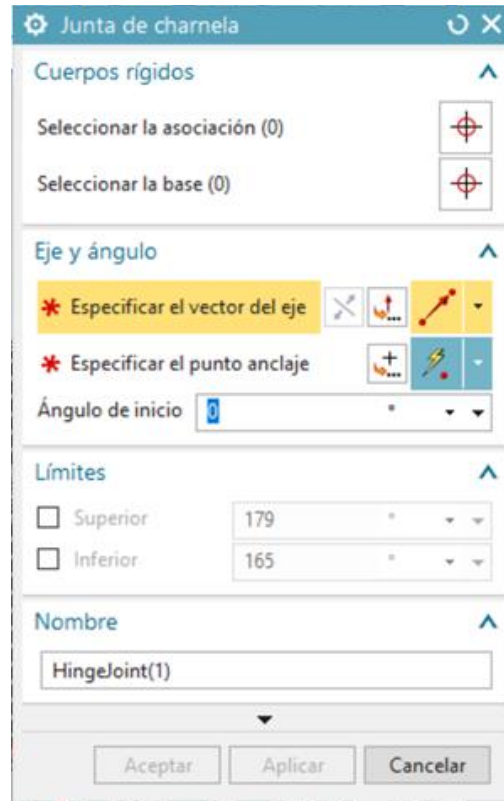 Junta de charnela
Cuerpos rígidos
Seleccionar la asociación (0)
Seleccionar la base (0)
Eje y ángulo
* Especificar el vector del eje
* Especificar el punto anclaje
Ángulo de inicio 0 °
Límites
Superior 179 °
Inferior 165 °
Nombre
HingeJoint(1)
Aceptar Aplicar Cancelar